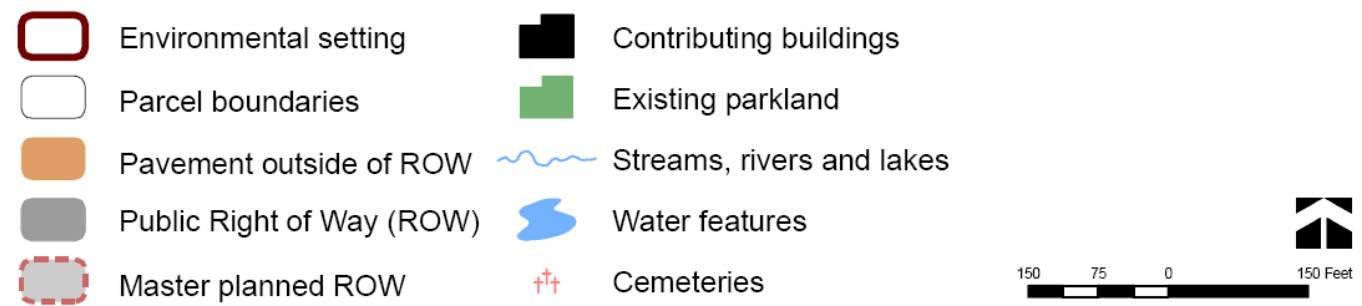 Environmental setting
Parcel boundaries
Pavement outside of ROW
Public Right of Way (ROW)
Master planned ROW
Contributing buildings
Existing parkland
Streams, rivers and lakes
Water features
Cemeteries
150 75 0 150 Feet